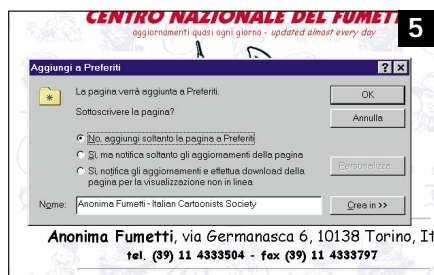 CENTRO NAZIONALE DEL FUMETT
aggiornamenti quasi ogni giorno - updated almost every day
5
Aggiungi a Preferiti
La pagina verrà aggiunta a Preferiti.
OK
Sottoscrivere la pagina?
Annulla
No, aggiungi soltanto la pagina a Preferiti
Sì, ma notifica soltanto gli aggiornamenti della pagina
Sì, notifica gli aggiornamenti e effettua download della
pagina per la visualizzazione non in linea
Personalizza...
Nome: Anonima Fumetti - Italian Cartoonists Society
Crea in >>
Anonima Fumetti, via Germanasca 6, 10138 Torino, It
tel. (39) 11 4333504 - fax (39) 11 4333797